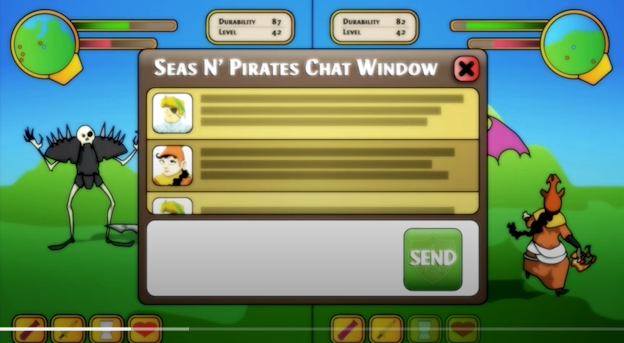 DURABILITY 87
LEVEL 42
DURABILITY 82
LEVEL 42
SEAS N' PIRATES CHAT WINDOW
SEND